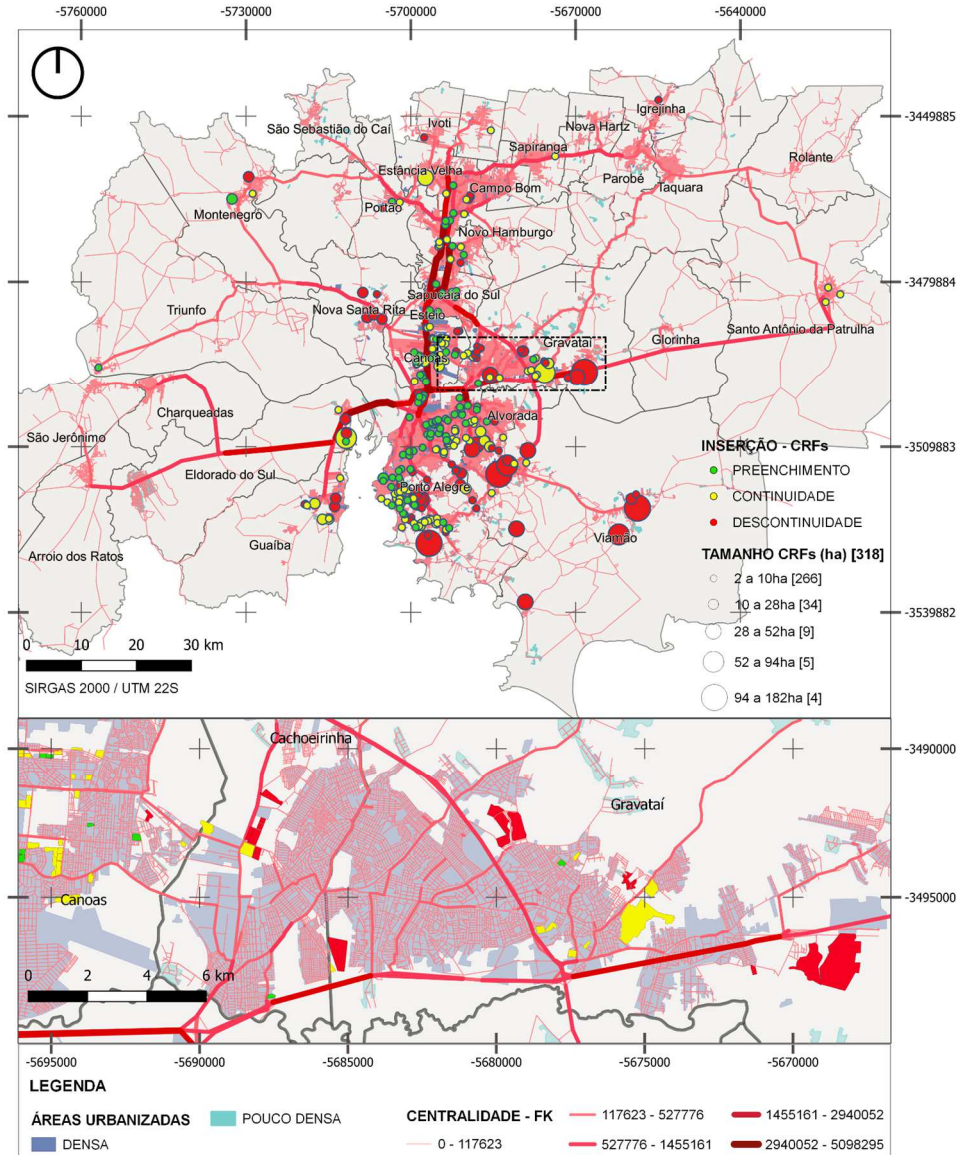 -5760000
-5730000
-5700000
-5670000
-5640000
-3449885
-3479884
-3509883
-3539882
Igrejinha
São Sebastião do Caí
Ivoti
Nova Hartz
Sapiranga
Rolante
Estância Velha
Parobé
Campo Bom
Taquara
Portão
Montenegro
Novo Hamburgo
Sapucaia do Sul
Triunfo
Nova Santa Rita
Esteio
Santo Antônio da Patrulha
Gravataí
Glorinha
Canoas
Charqueadas
Alvorada
São Jerônimo
Eldorado do Sul
Porto Alegre
Guaíba
Viamão
Arroio dos Ratos
INSERÇÃO - CRFs
PREENCHIMENTO
CONTINUIDADE
DESCONTINUIDADE
TAMANHO CRFs (ha) [318]
2 a 10ha [266]
10 a 28ha [34]
28 a 52ha [9]
52 a 94ha [5]
94 a 182ha [4]
0 10 20 30 km
SIRGAS 2000 / UTM 22S
Cachoeirinha
-3490000
Gravataí
Canoas
-3495000
0 2 4 6 km
-5695000
-5690000
-5685000
-5680000
-5675000
-5670000
LEGENDA
ÁREAS URBANIZADAS
DENSA
POUCO DENSA
CENTRALIDADE - FK
0 - 117623
117623 - 527776
527776 - 1455161
1455161 - 2940052
2940052 - 5098295